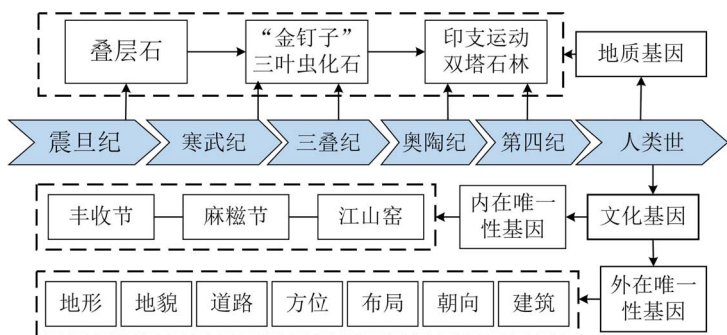 叠层石
“金钉子”
三叶虫化石
印支运动
双塔石林
地质基因
震旦纪
寒武纪
三叠纪
奥陶纪
第四纪
人类世
丰收节
麻糍节
江山窑
内在唯一
性基因
文化基因
地形
地貌
道路
方位
布局
朝向
建筑
外在唯一
性基因